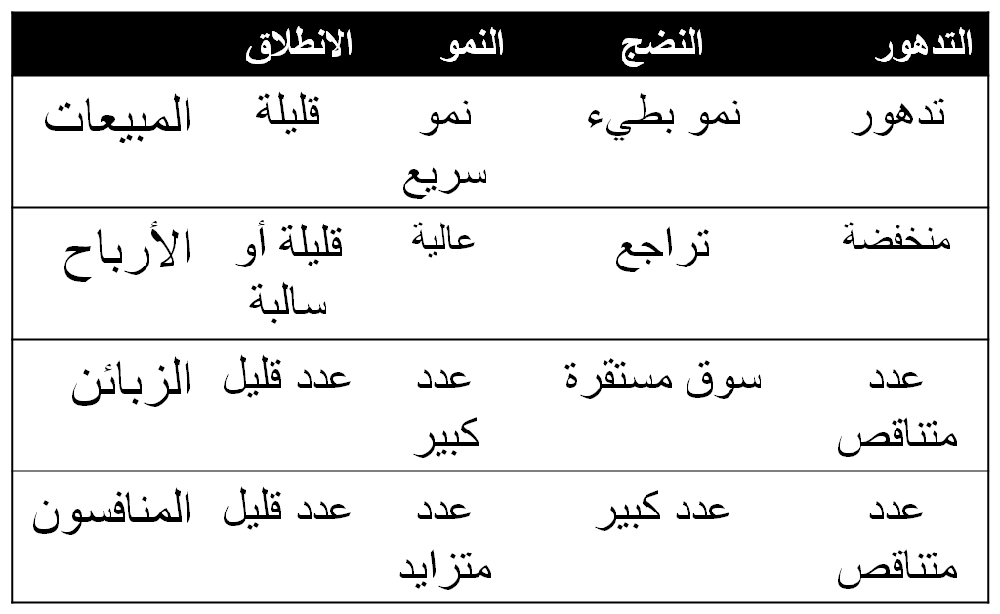 الانطلاق النمو النضج التدهور
المبيعات قليلة نمو سريع نمو بطيء تدهور
الأرباح قليلة أو سالبة عالية تراجع منخفضة
الزبائن عدد قليل عدد كبير سوق مستقرة عدد متناقص
المنافسون عدد قليل عدد متزايد عدد كبير عدد متناقص